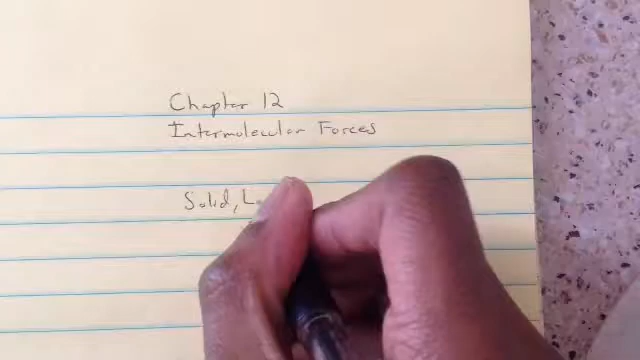 Chapter 12
Intermolecular Forces
Solid, L